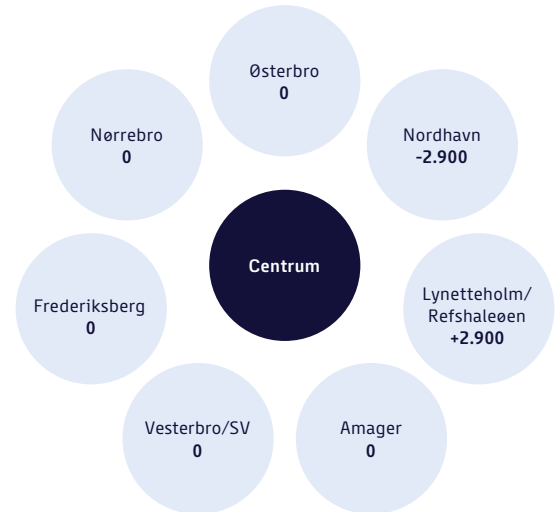 Østerbro
0
Nørrebro
0
Nordhavn
-2.900
Centrum
Frederiksberg
0
Lynetteholm/
Refshaleøen
+2.900
Vesterbro/SV
0
Amager
0